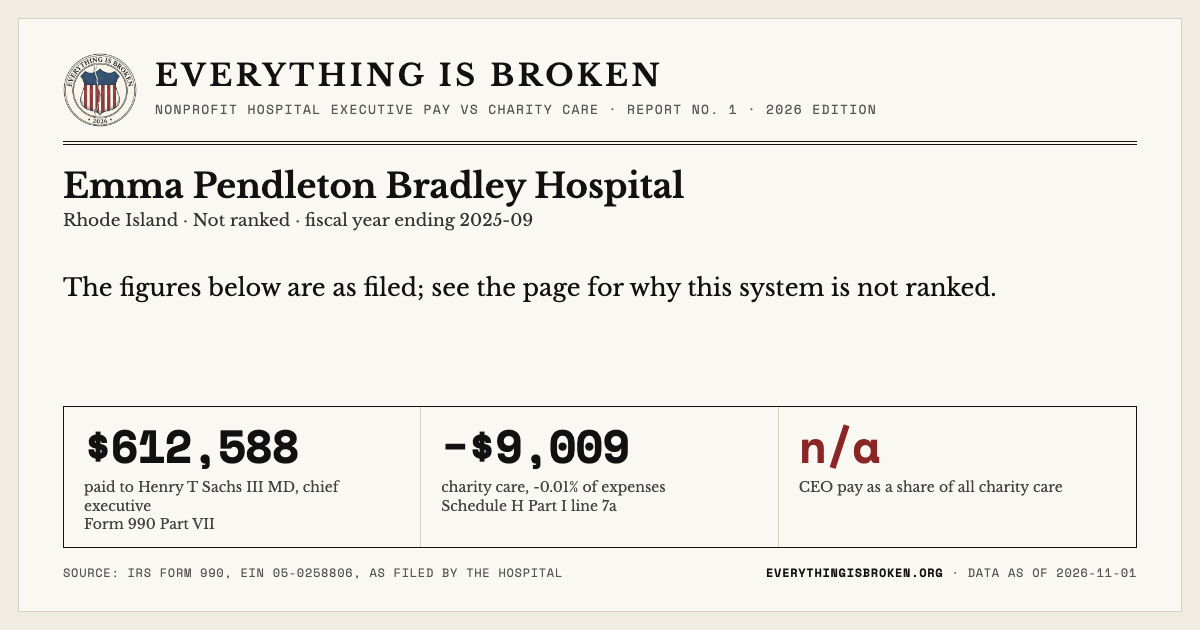 EVERYTHING IS BROKEN
2026
EVERYTHING IS BROKEN
NONPROFIT HOSPITAL EXECUTIVE PAY VS CHARITY CARE · REPORT NO. 1 · 2026 EDITION
Emma Pendleton Bradley Hospital
Rhode Island · Not ranked · fiscal year ending 2025-09
The figures below are as filed; see the page for why this system is not ranked.
$612,588
paid to Henry T Sachs III MD, chief
executive
Form 990 Part VII
-$9,009
charity care, -0.01% of expenses
Schedule H Part I line 7a
n/a
CEO pay as a share of all charity care
SOURCE: IRS FORM 990, EIN 05-0258806, AS FILED BY THE HOSPITAL
EVERYTHINGISBROKEN.ORG · DATA AS OF 2026-11-01